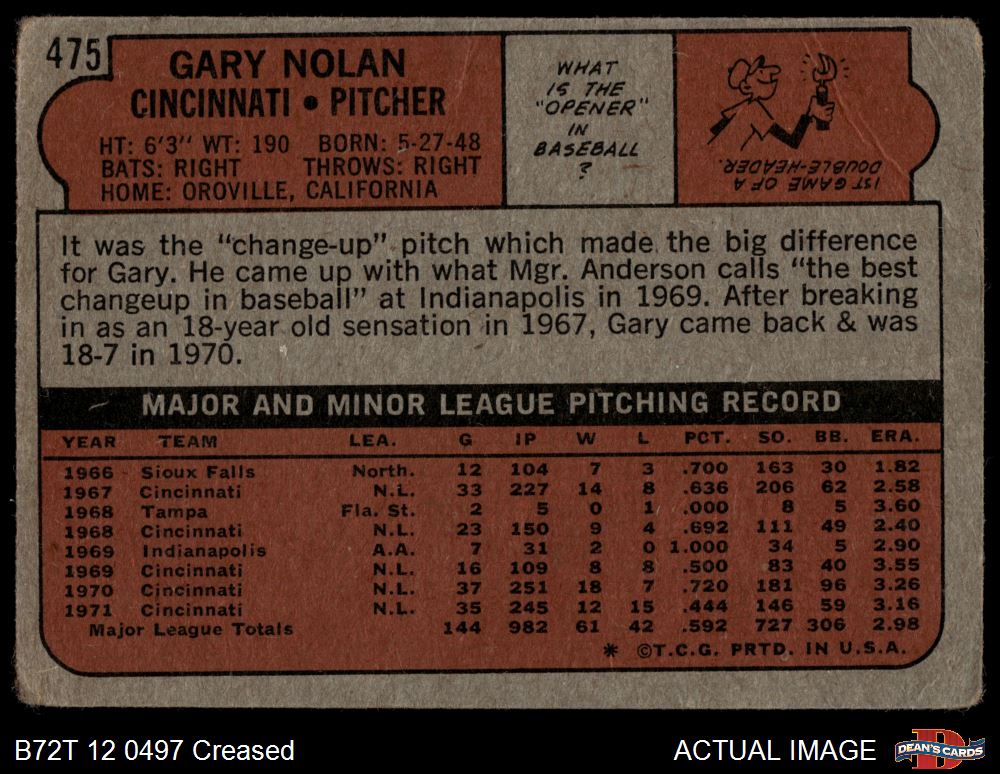 475
GARY NOLAN
CINCINNATI • PITCHER
HT: 6'3" WT: 190 BORN: 5-27-48
BATS: RIGHT THROWS: RIGHT
HOME: OROVILLE, CALIFORNIA
WHAT
IS THE
"OPENER"
IN
BASEBALL
?
1ST GAME OF A
DOUBLE-HEADER.
It was the "change-up" pitch which made the big difference
for Gary. He came up with what Mgr. Anderson calls "the best
changeup in baseball" at Indianapolis in 1969. After breaking
in as an 18-year old sensation in 1967, Gary came back & was
18-7 in 1970.
MAJOR AND MINOR LEAGUE PITCHING RECORD
YEAR TEAM LEA. G IP W L PCT. SO. BB. ERA.
1966 Sioux Falls North. 12 104 7 3 .700 163 30 1.82
1967 Cincinnati N.L. 33 227 14 8 .636 206 62 2.58
1968 Tampa Fla. St. 2 5 0 1 .000 8 5 3.60
1968 Cincinnati N.L. 23 150 9 4 .692 111 49 2.40
1969 Indianapolis A.A. 7 31 2 0 1.000 34 5 2.90
1969 Cincinnati N.L. 16 109 8 8 .500 83 40 3.55
1970 Cincinnati N.L. 37 251 18 7 .720 181 96 3.26
1971 Cincinnati N.L. 35 245 12 15 .444 146 59 3.16
Major League Totals 144 982 61 42 .592 727 306 2.98
* ©T.C.G. PRTD. IN U.S.A.
B72T 12 0497 Creased
ACTUAL IMAGE
D
DEAN'S CARDS